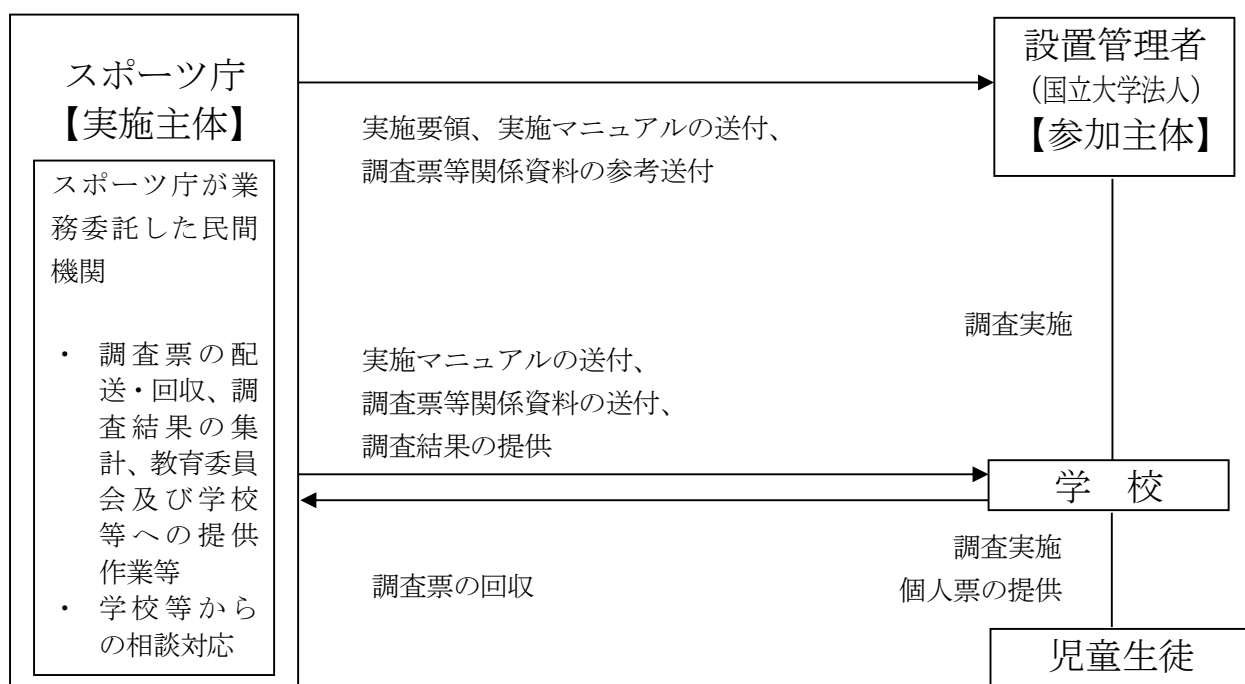 スポーツ庁
【実施主体】
スポーツ庁が業
務委託した民間
機関
・ 調査票の配
送・回収、調
査結果の集
計、教育委員
会及び学校
等への提供
作業等
・ 学校等から
の相談対応
実施要領、実施マニュアルの送付、
調査票等関係資料の参考送付
実施マニュアルの送付、
調査票等関係資料の送付、
調査結果の提供
調査票の回収
設置管理者
(国立大学法人)
【参加主体】
調査実施
学 校
調査実施
個人票の提供
児童生徒